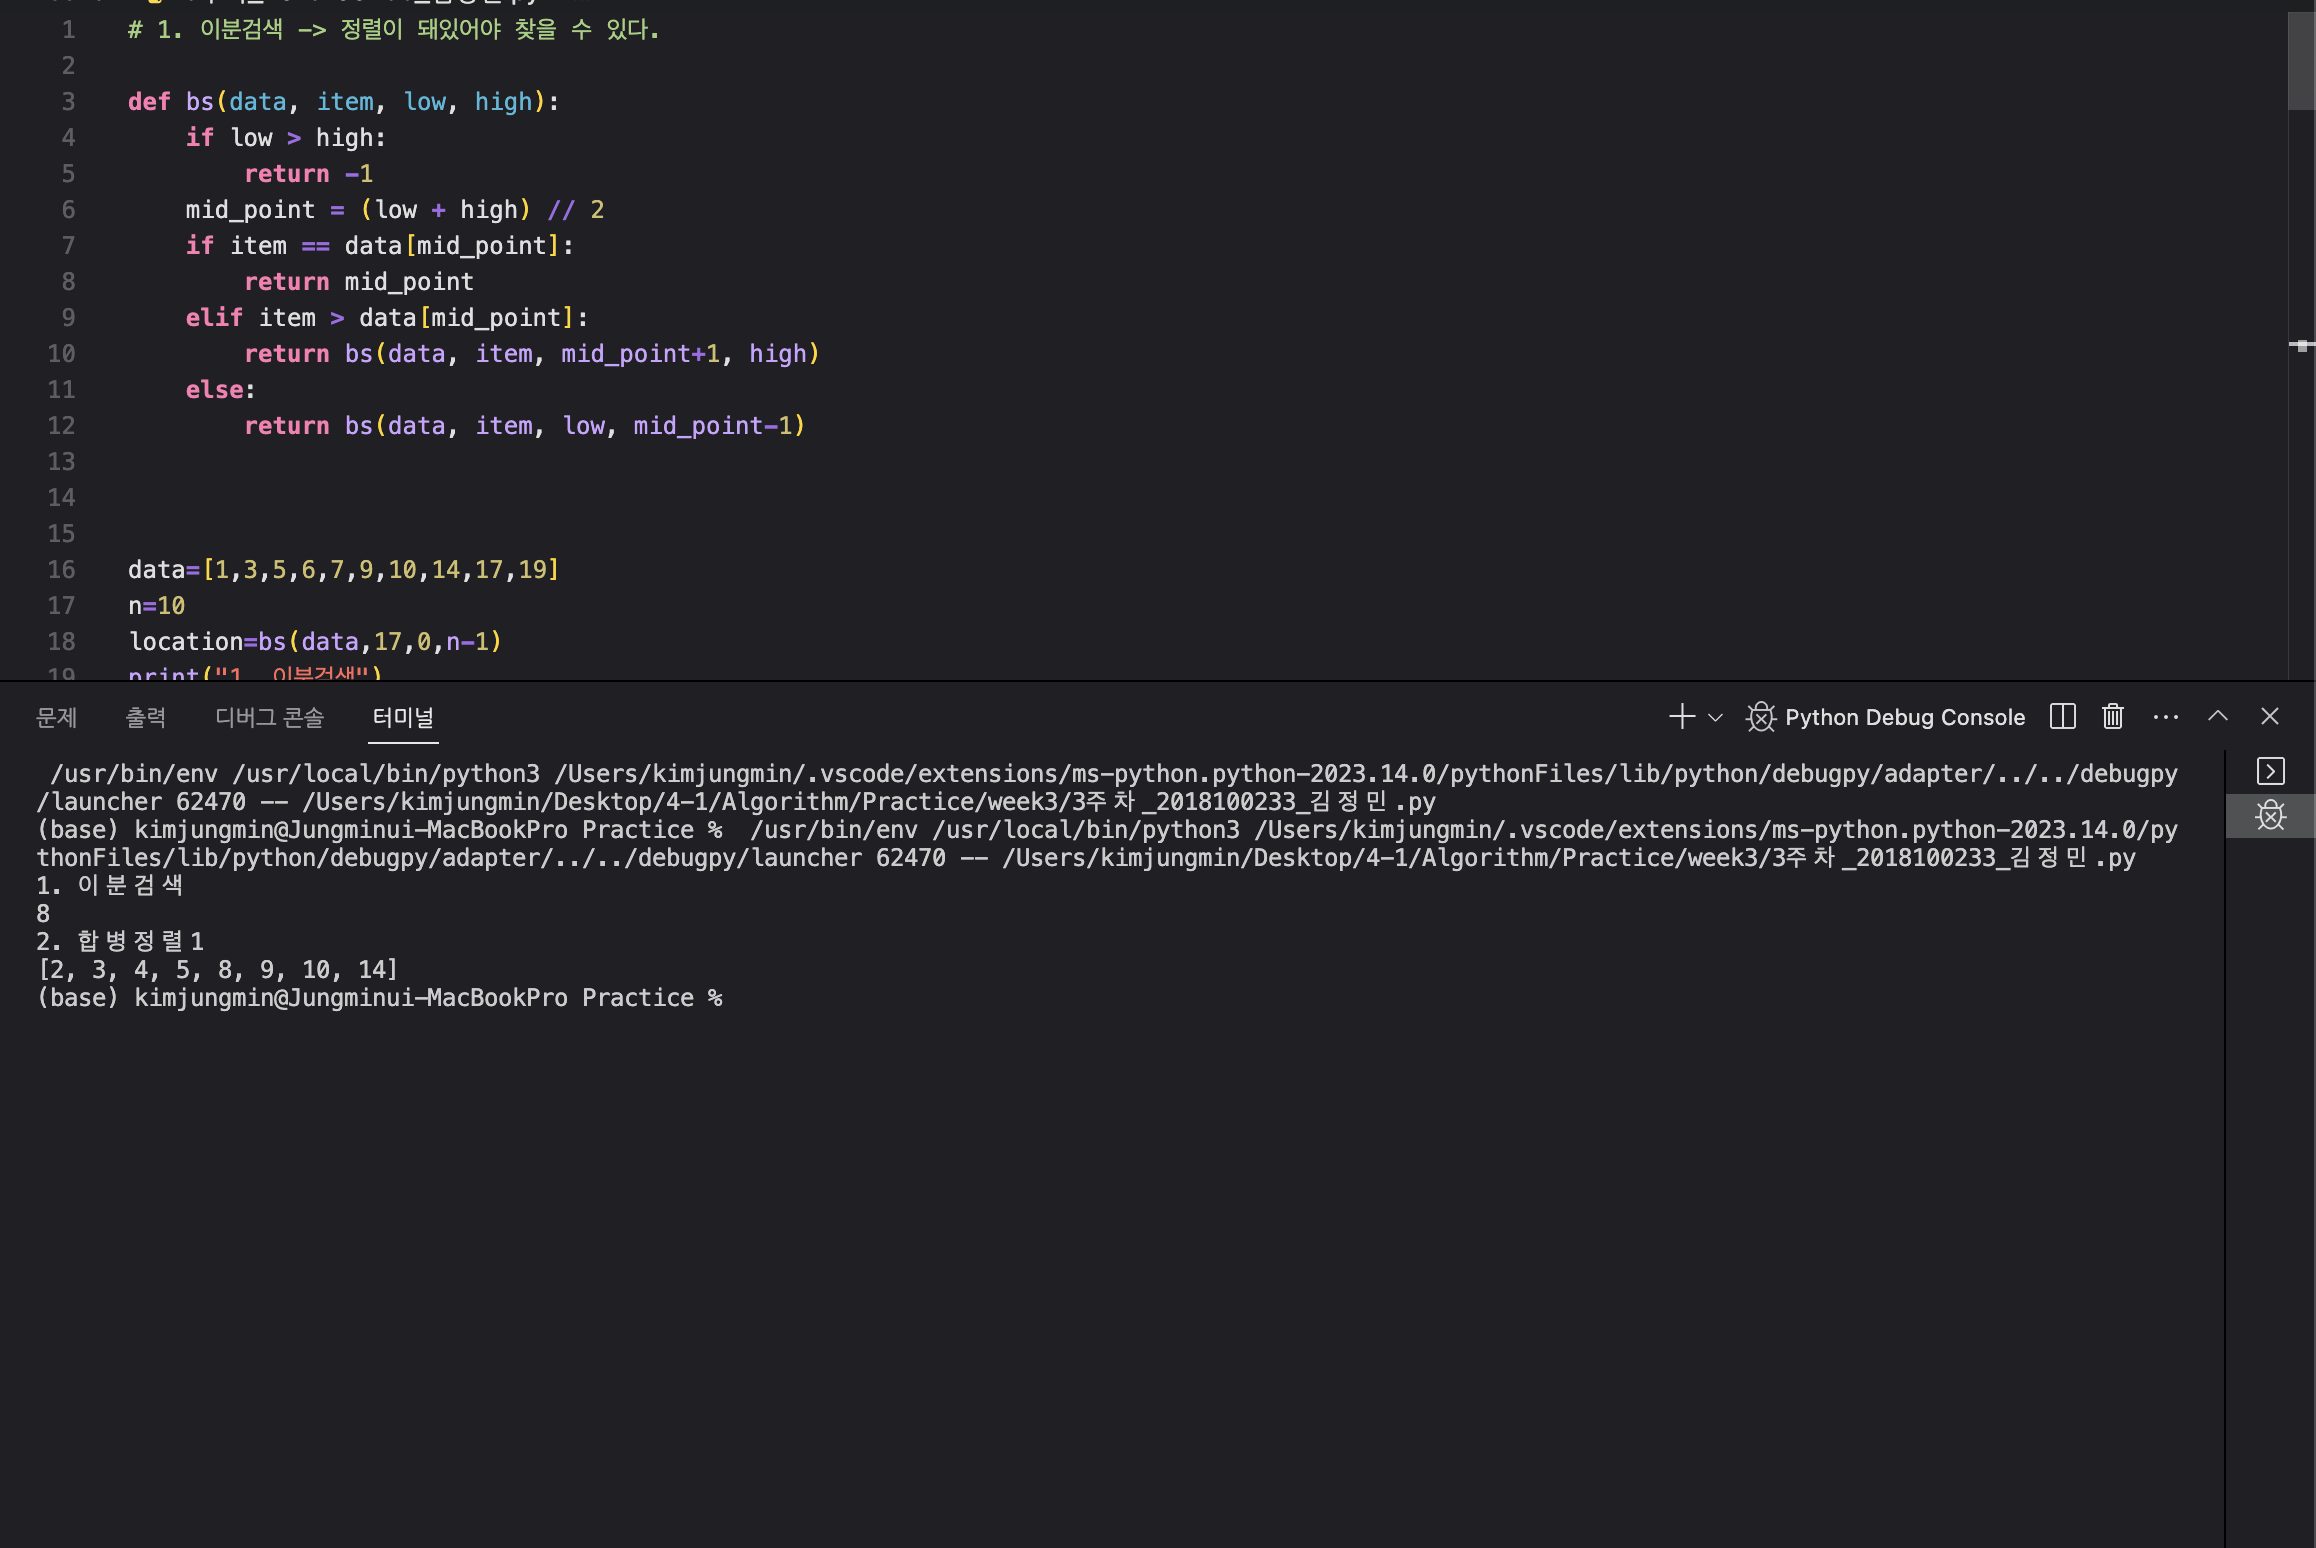 1 # 1. 이분검색 -> 정렬이 돼있어야 찾을 수 있다.
2
3 def bs(data, item, low, high):
4     if low > high:
5         return -1
6     mid_point = (low + high) // 2
7     if item == data[mid_point]:
8         return mid_point
9     elif item > data[mid_point]:
10         return bs(data, item, mid_point+1, high)
11     else:
12         return bs(data, item, low, mid_point-1)
13
14
15
16 data=[1,3,5,6,7,9,10,14,17,19]
17 n=10
18 location=bs(data,17,0,n-1)
19 print("1. 이분검색")
문제 출력 디버그 콘솔 터미널 Python Debug Console
/usr/bin/env /usr/local/bin/python3 /Users/kimjungmin/.vscode/extensions/ms-python.python-2023.14.0/pythonFiles/lib/python/debugpy/adapter/../../debugpy
/launcher 62470 -- /Users/kimjungmin/Desktop/4-1/Algorithm/Practice/week3/3주차_2018100233_김정민.py
(base) kimjungmin@Jungminui-MacBookPro Practice %  /usr/bin/env /usr/local/bin/python3 /Users/kimjungmin/.vscode/extensions/ms-python.python-2023.14.0/py
thonFiles/lib/python/debugpy/adapter/../../debugpy/launcher 62470 -- /Users/kimjungmin/Desktop/4-1/Algorithm/Practice/week3/3주차_2018100233_김정민.py
1. 이분검색
8
2. 합병정렬1
[2, 3, 4, 5, 8, 9, 10, 14]
(base) kimjungmin@Jungminui-MacBookPro Practice %